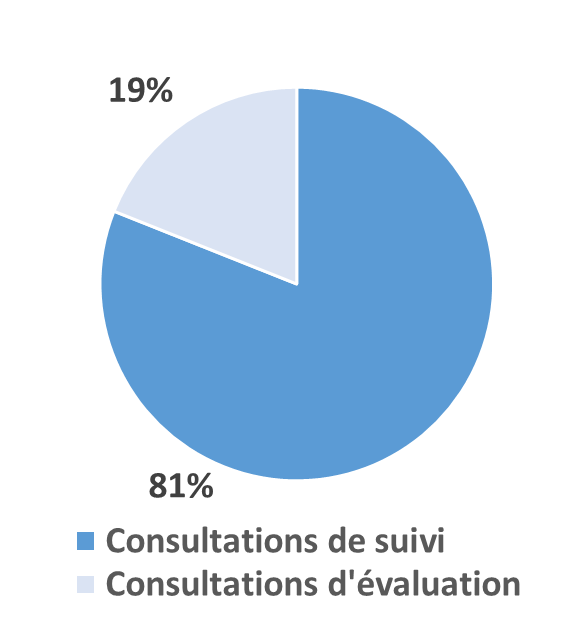 19%
81%
Consultations de suivi
Consultations d'évaluation